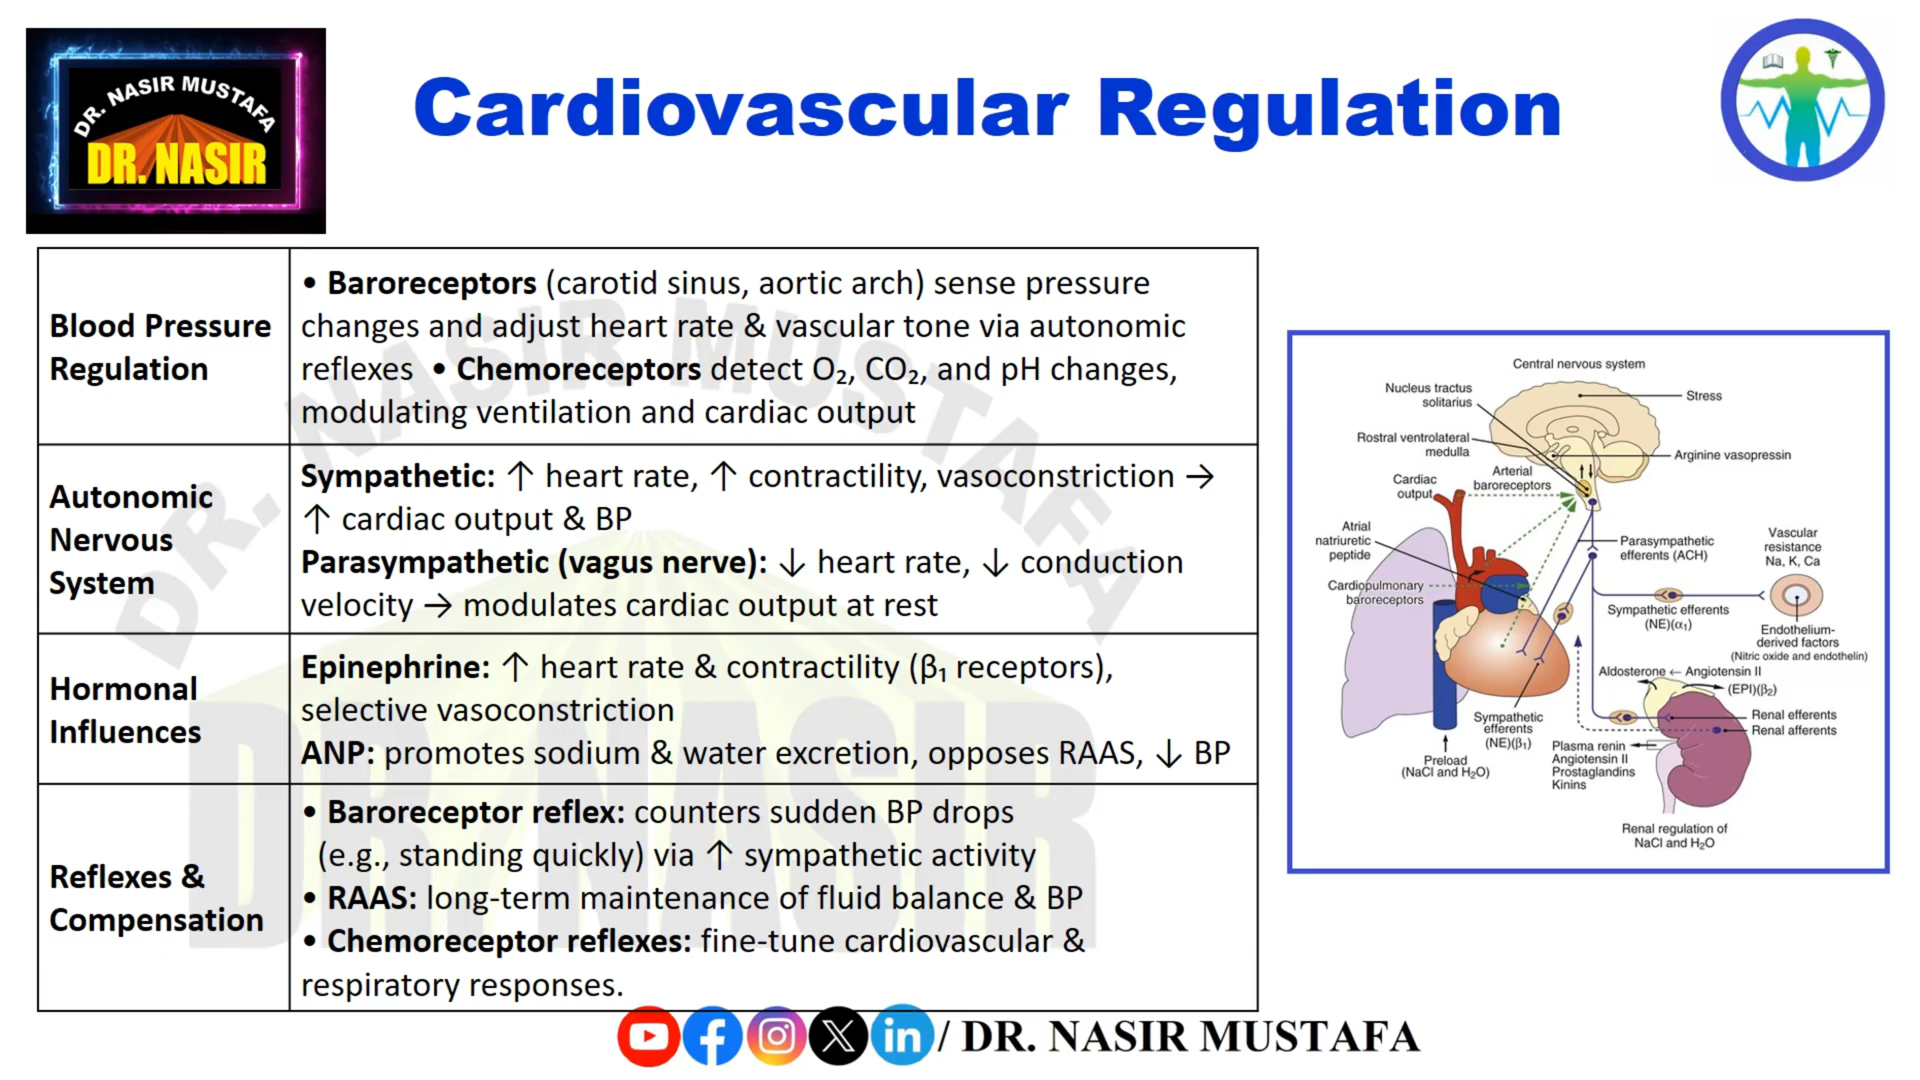 DR. NASIR MUSTAFA
DR. NASIR
Cardiovascular Regulation
Blood Pressure
Regulation
• Baroreceptors (carotid sinus, aortic arch) sense pressure
changes and adjust heart rate & vascular tone via autonomic
reflexes • Chemoreceptors detect O₂, CO₂, and pH changes,
modulating ventilation and cardiac output
Autonomic
Nervous
System
Sympathetic: ↑ heart rate, ↑ contractility, vasoconstriction →
↑ cardiac output & BP
Parasympathetic (vagus nerve): ↓ heart rate, ↓ conduction
velocity → modulates cardiac output at rest
Hormonal
Influences
Epinephrine: ↑ heart rate & contractility (β₁ receptors),
selective vasoconstriction
ANP: promotes sodium & water excretion, opposes RAAS, ↓ BP
Reflexes &
Compensation
• Baroreceptor reflex: counters sudden BP drops
(e.g., standing quickly) via ↑ sympathetic activity
• RAAS: long-term maintenance of fluid balance & BP
• Chemoreceptor reflexes: fine-tune cardiovascular &
respiratory responses.
DR. NASIR MUSTAFA
DR. NASIR
Central nervous system
Nucleus tractus
solitarius
Stress
Rostral ventrolateral
medulla
Arginine vasopressin
Arterial
baroreceptors
Cardiac
output
Atrial
natriuretic
peptide
Parasympathetic
efferents (ACH)
Vascular
resistance
Na, K, Ca
Cardiopulmonary
baroreceptors
Sympathetic efferents
(NE)(α₁)
Endothelium-
derived factors
(Nitric oxide and endothelin)
Aldosterone ← Angiotensin II
(EPI)(β₂)
Sympathetic
efferents
(NE)(β₁)
Renal efferents
Renal afferents
Preload
(NaCl and H₂O)
Plasma renin
Angiotensin II
Prostaglandins
Kinins
Renal regulation of
NaCl and H₂O
/ DR. NASIR MUSTAFA